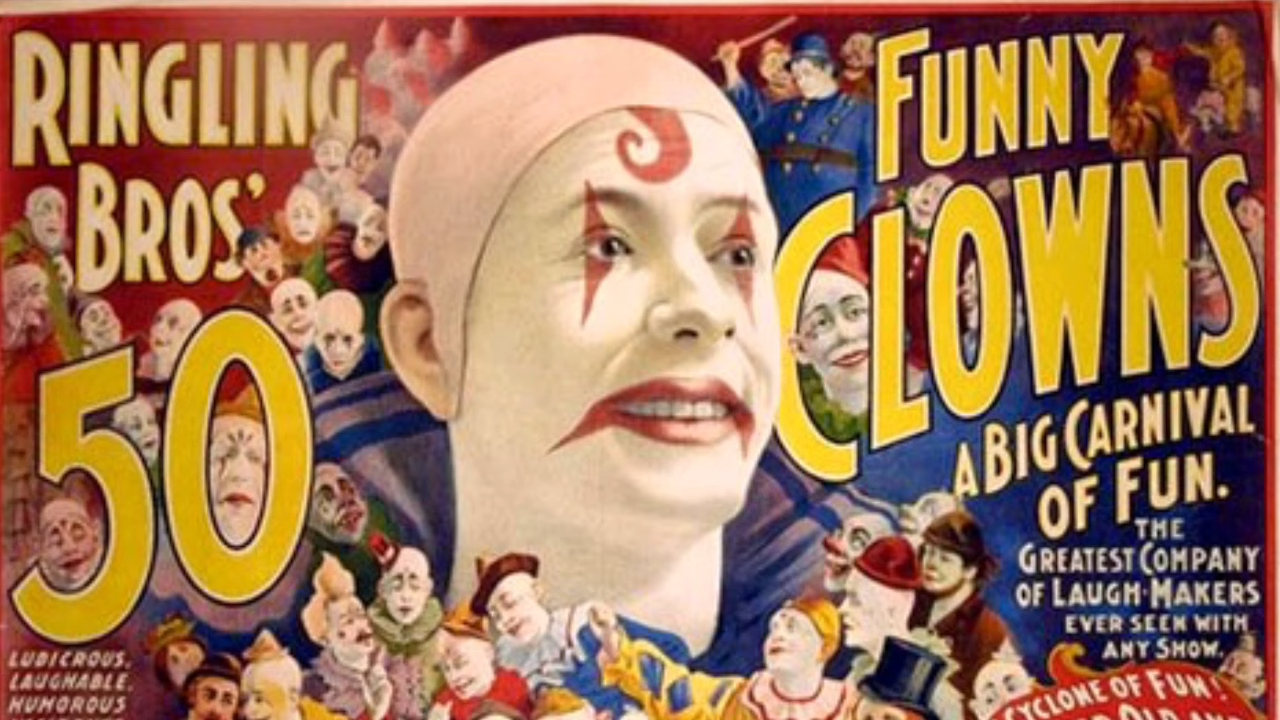 RINGLING
BROS'
50
FUNNY
CLOWNS
A BIG CARNIVAL
OF FUN.
THE
GREATEST COMPANY
OF LAUGH-MAKERS
EVER SEEN WITH
ANY SHOW.
LUDICROUS,
LAUGHABLE,
HUMOROUS
CYCLONE OF FUN!